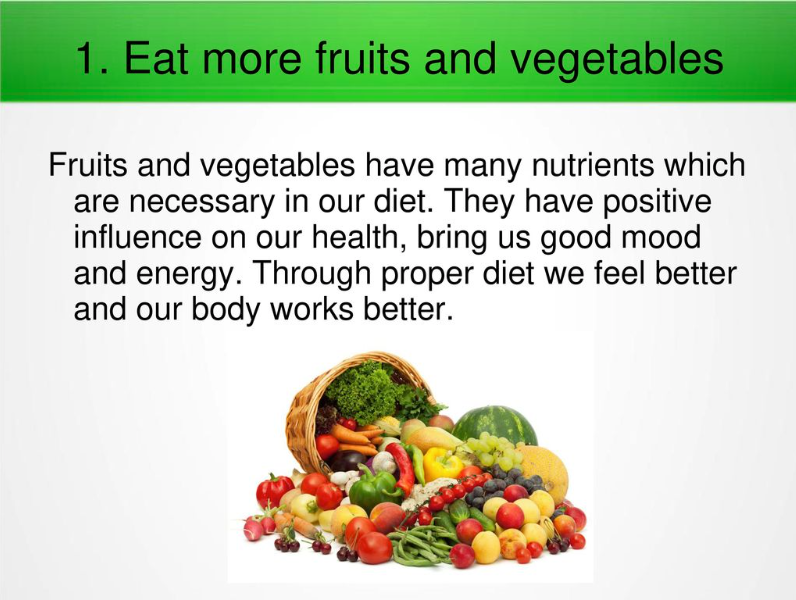 1. Eat more fruits and vegetables
Fruits and vegetables have many nutrients which
are necessary in our diet. They have positive
influence on our health, bring us good mood
and energy. Through proper diet we feel better
and our body works better.